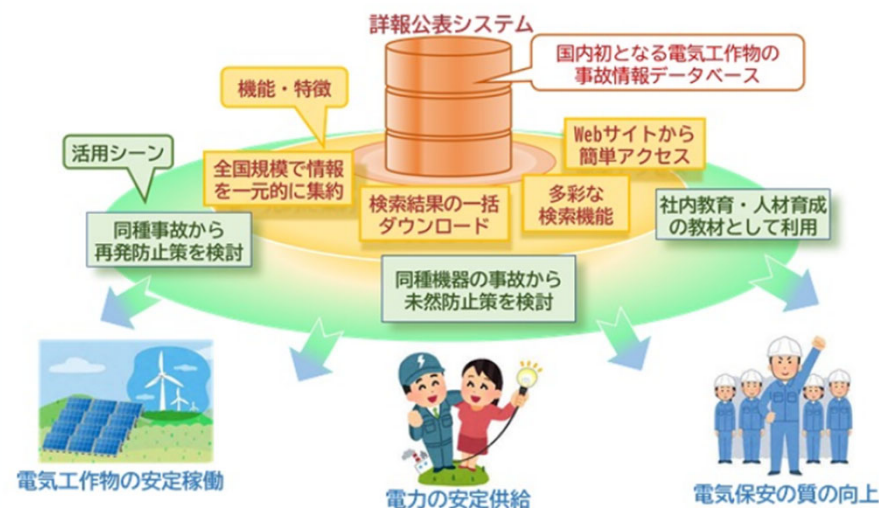 詳報公表システム
国内初となる電気工作物の
事故情報データベース
機能・特徴
Webサイトから
簡単アクセス
活用シーン
全国規模で情報
を一元的に集約
検索結果の一括
ダウンロード
多彩な
検索機能
社内教育・人材育成
の教材として利用
同種事故から
再発防止策を検討
同種機器の事故から
未然防止策を検討
電気工作物の安定稼働
電力の安定供給
電気保安の質の向上